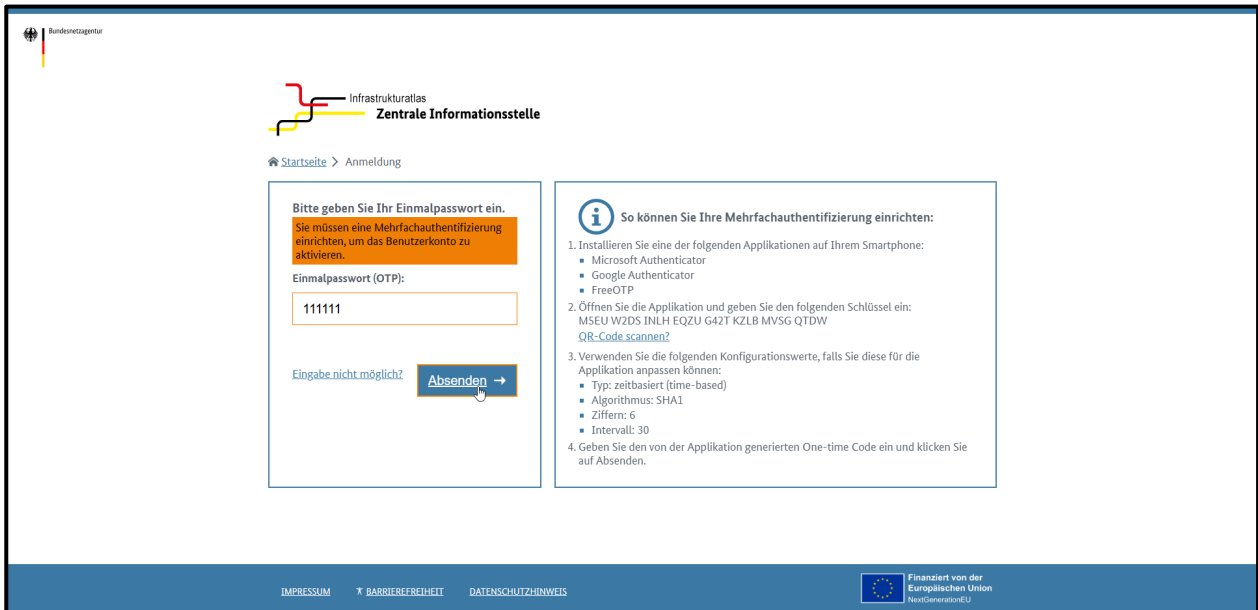 Bundesnetzagentur
Infrastrukturatlas
Zentrale Informationsstelle
Startseite > Anmeldung
Bitte geben Sie Ihr Einmalpasswort ein.
Sie müssen eine Mehrfachauthentifizierung
einrichten, um das Benutzerkonto zu
aktivieren.
Einmalpasswort (OTP):
111111
Eingabe nicht möglich?
Absenden →
So können Sie Ihre Mehrfachauthentifizierung einrichten:
1. Installieren Sie eine der folgenden Applikationen auf Ihrem Smartphone:
▪ Microsoft Authenticator
▪ Google Authenticator
▪ FreeOTP
2. Öffnen Sie die Applikation und geben Sie den folgenden Schlüssel ein:
M5EU W2DS INLH EQZU G42T KZLB MVSG QTDW
QR-Code scannen?
3. Verwenden Sie die folgenden Konfigurationswerte, falls Sie diese für die
Applikation anpassen können:
▪ Typ: zeitbasiert (time-based)
▪ Algorithmus: SHA1
▪ Ziffern: 6
▪ Intervall: 30
4. Geben Sie den von der Applikation generierten One-time Code ein und klicken Sie
auf Absenden.
IMPRESSUM
BARRIEREFREIHEIT
DATENSCHUTZHINWEIS
Finanziert von der
Europäischen Union
NextGenerationEU